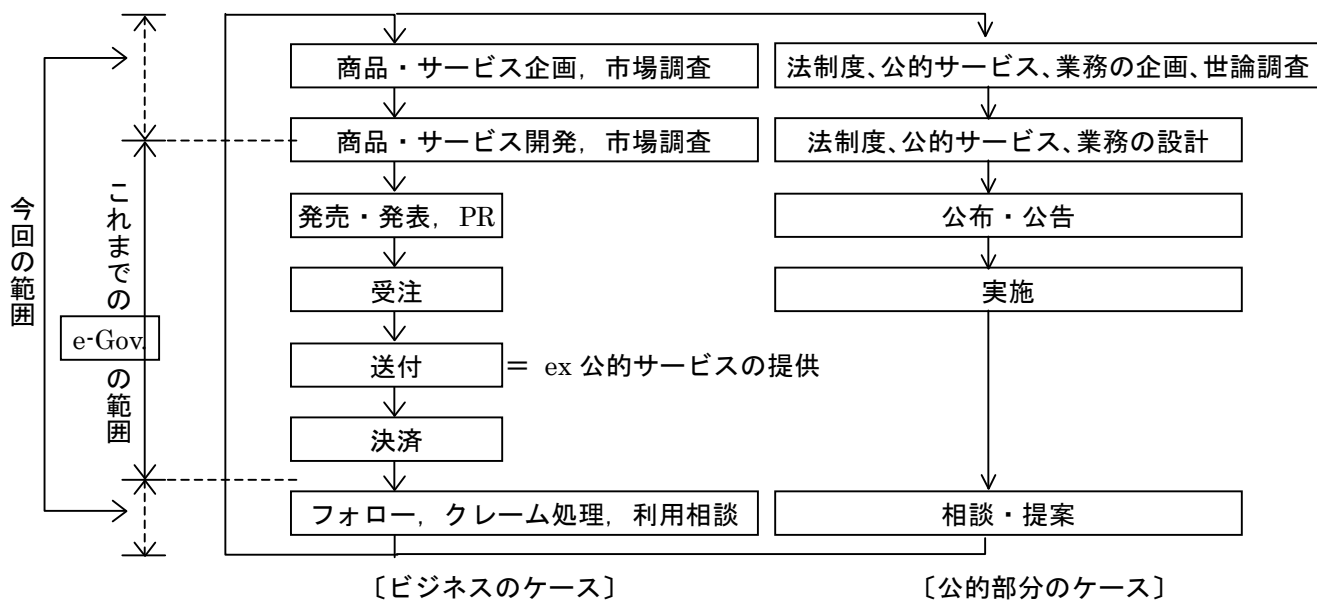 商品・サービス企画，市場調査
法制度、公的サービス、業務の企画、世論調査
商品・サービス開発，市場調査
法制度、公的サービス、業務の設計
発売・発表，PR
公布・公告
受注
実施
送付
＝ ex 公的サービスの提供
決済
フォロー，クレーム処理，利用相談
相談・提案
今回の範囲
これまでの
e-Gov.
の範囲
〔ビジネスのケース〕
〔公的部分のケース〕